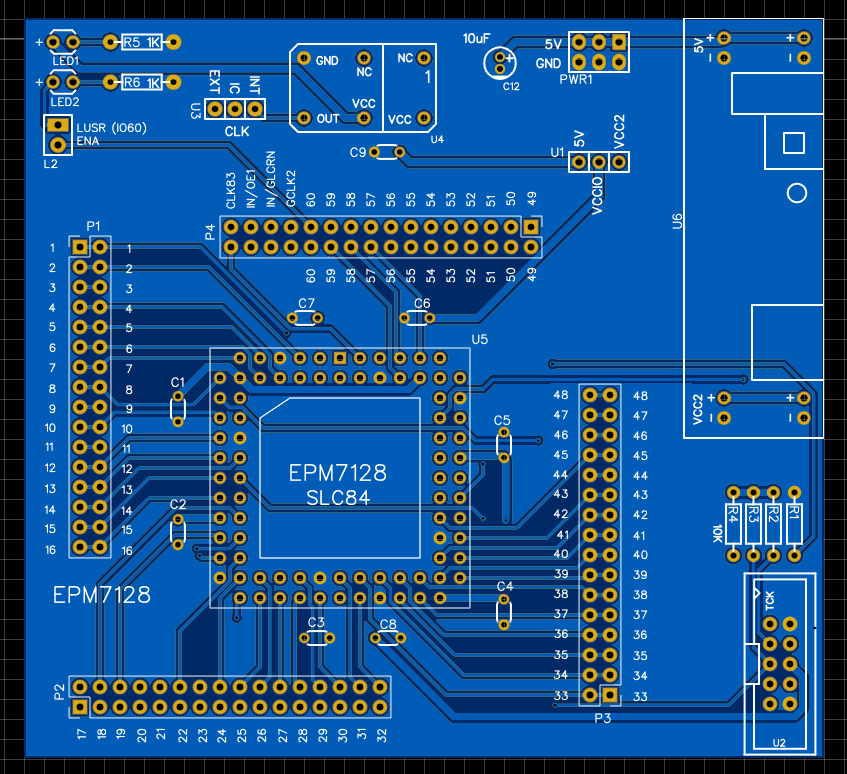 + R5 1K
LED1
+ R6 1K
LED2
LUSR (IO60)
ENA
L2
EXT
IC
INT
U3
CLK
GND
NC
NC
1
OUT
VCC
VCC
U4
10uF
+
C12
5V
GND
PWR1
5V
+ +
- -
U6
C9
U1
5V
VCC2
VCCIO
P4
CLK83
IN/OE1
IN/GLCRN
GCLK2
60
59
58
57
56
55
54
53
52
51
50
49
60
59
58
57
56
55
54
53
52
51
50
49
P1
1 1
2 2
3 3
4 4
5 5
6 6
7 7
8 8
9 9
10 10
11 11
12 12
13 13
14 14
15 15
16 16
C7
C6
U5
C1
C2
C5
C4
C3
C8
EPM7128
SLC84
EPM7128
VCC2
+ +
- -
48 48
47 47
46 46
45 45
44 44
43 43
42 42
41 41
40 40
39 39
38 38
37 37
36 36
35 35
34 34
33 33
P3
R4
R3
R2
R1
10K
TCK
U2
P2
17
18
19
20
21
22
23
24
25
26
27
28
29
30
31
32